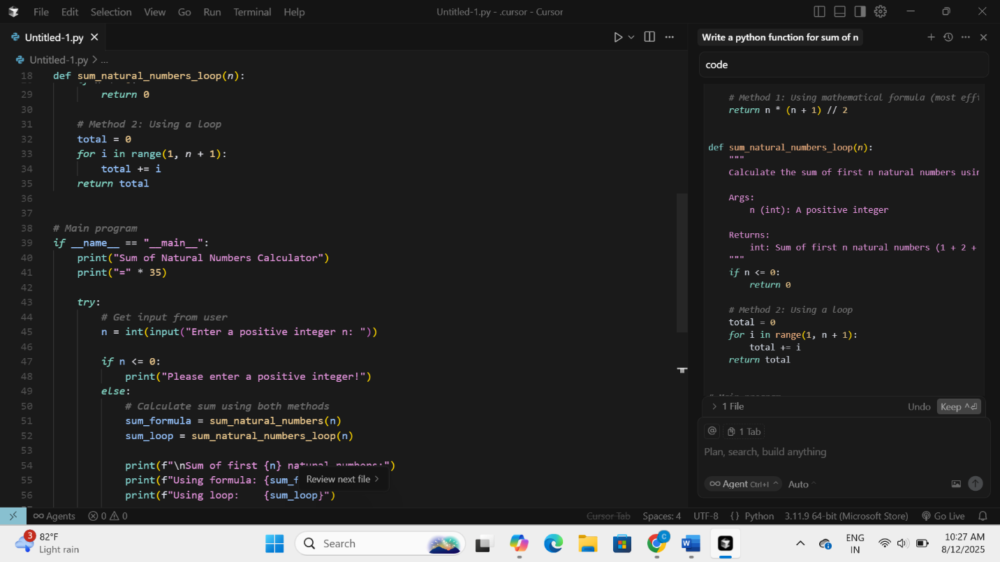 File Edit Selection View Go Run Terminal Help
Untitled-1.py - .cursor - Cursor
Untitled-1.py
Untitled-1.py > ...
18 def sum_natural_numbers_loop(n):
29 return 0
30
31 # Method 2: Using a loop
32 total = 0
33 for i in range(1, n + 1):
34 total += i
35 return total
36
37
38 # Main program
39 if __name__ == "__main__":
40 print("Sum of Natural Numbers Calculator")
41 print("=" * 35)
42
43 try:
44 # Get input from user
45 n = int(input("Enter a positive integer n: "))
46
47 if n <= 0:
48 print("Please enter a positive integer!")
49 else:
50 # Calculate sum using both methods
51 sum_formula = sum_natural_numbers(n)
52 sum_loop = sum_natural_numbers_loop(n)
53
54 print(f"\nSum of first {n} natural numbers:")
55 print(f"Using formula: {sum_f
56 print(f"Using loop: {sum_loop}")
Review next file >
Write a python function for sum of n
code
# Method 1: Using mathematical formula (most effi
return n * (n + 1) // 2
def sum_natural_numbers_loop(n):
"""
Calculate the sum of first n natural numbers usin
Args:
n (int): A positive integer
Returns:
int: Sum of first n natural numbers (1 + 2 +
"""
if n <= 0:
return 0
# Method 2: Using a loop
total = 0
for i in range(1, n + 1):
total += i
return total
# Main program
> 1 File Undo Keep ^⏎
@ 1 Tab
Plan, search, build anything
∞ Agent Ctrl+I ^ Auto
Agents 0 0 Cursor Tab Spaces: 4 UTF-8 {} Python 3.11.9 64-bit (Microsoft Store) Go Live
3 82°F
Light rain
Search
C
W
ENG
IN
10:27 AM
8/12/2025